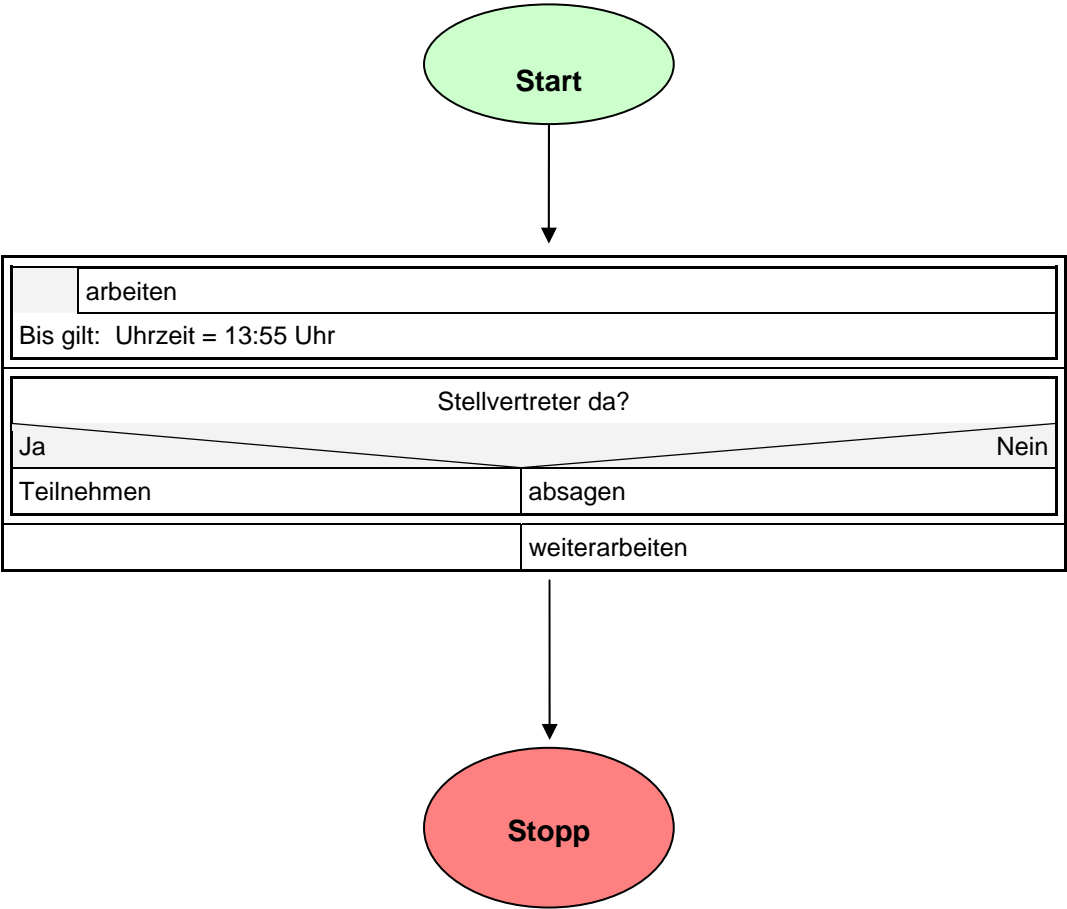 Start
arbeiten
Bis gilt:  Uhrzeit = 13:55 Uhr
Stellvertreter da?
Ja Nein
Teilnehmen absagen
weiterarbeiten
Stopp